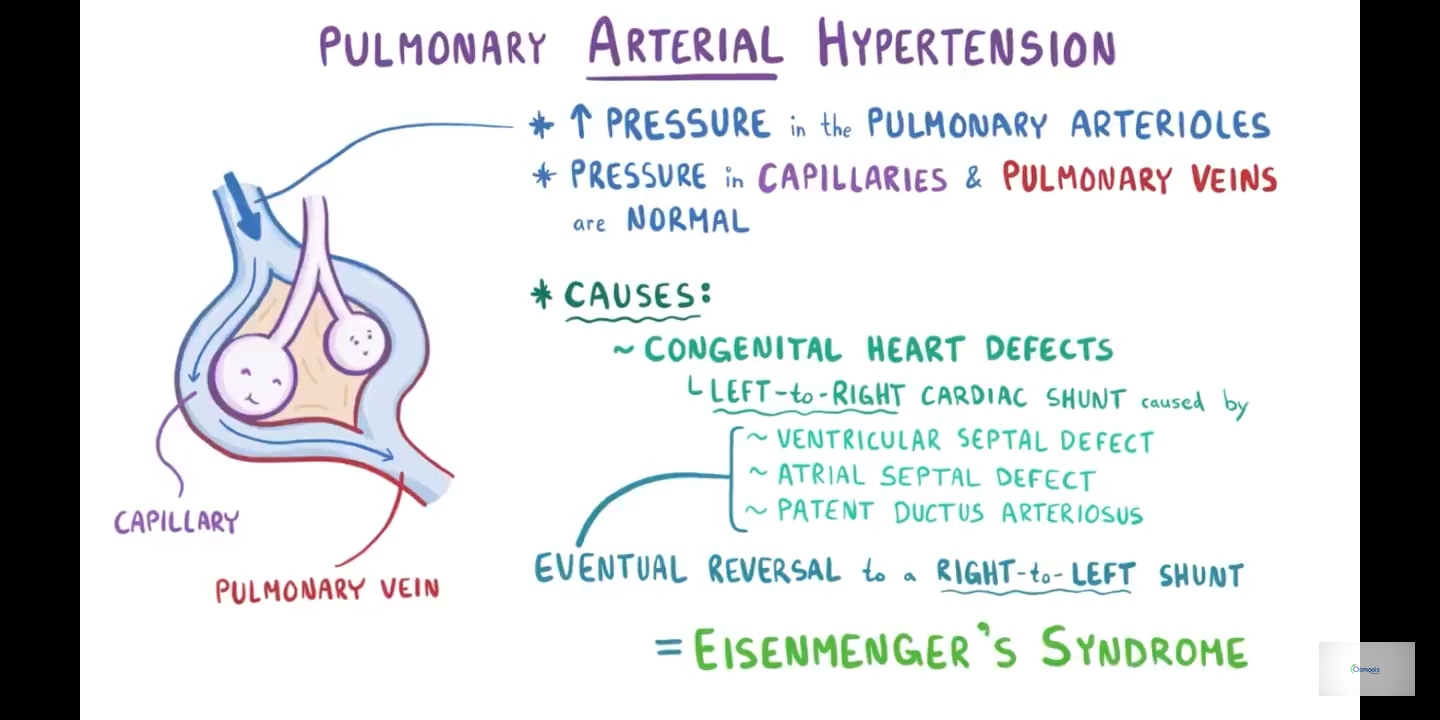 PULMONARY ARTERIAL HYPERTENSION
* ↑ PRESSURE in the PULMONARY ARTERIOLES
* PRESSURE in CAPILLARIES & PULMONARY VEINS
are NORMAL
* CAUSES:
~ CONGENITAL HEART DEFECTS
└ LEFT-to-RIGHT CARDIAC SHUNT caused by
~ VENTRICULAR SEPTAL DEFECT
~ ATRIAL SEPTAL DEFECT
~ PATENT DUCTUS ARTERIOSUS
EVENTUAL REVERSAL to a RIGHT-to-LEFT SHUNT
= EISENMENGER'S SYNDROME
CAPILLARY
PULMONARY VEIN
Osmosis